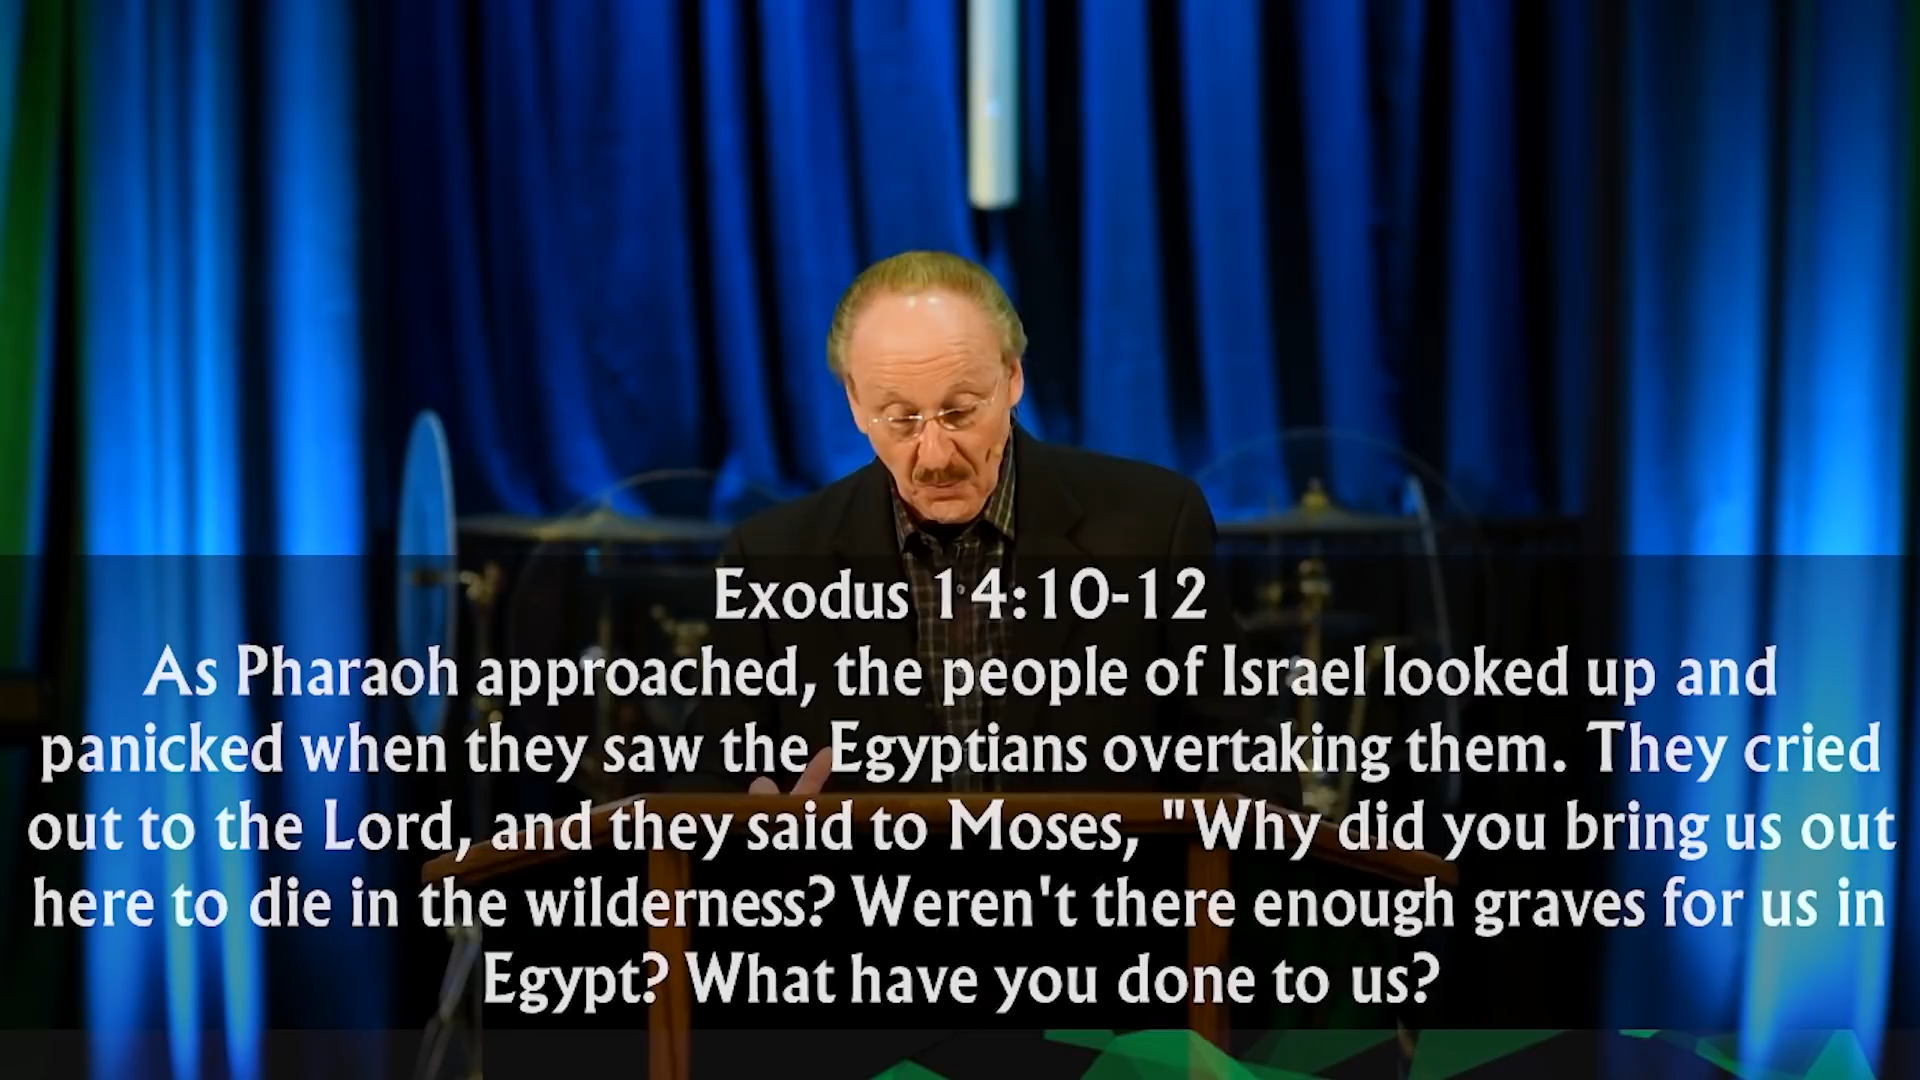 Exodus 14:10-12
As Pharaoh approached, the people of Israel looked up and
panicked when they saw the Egyptians overtaking them. They cried
out to the Lord, and they said to Moses, "Why did you bring us out
here to die in the wilderness? Weren't there enough graves for us in
Egypt? What have you done to us?